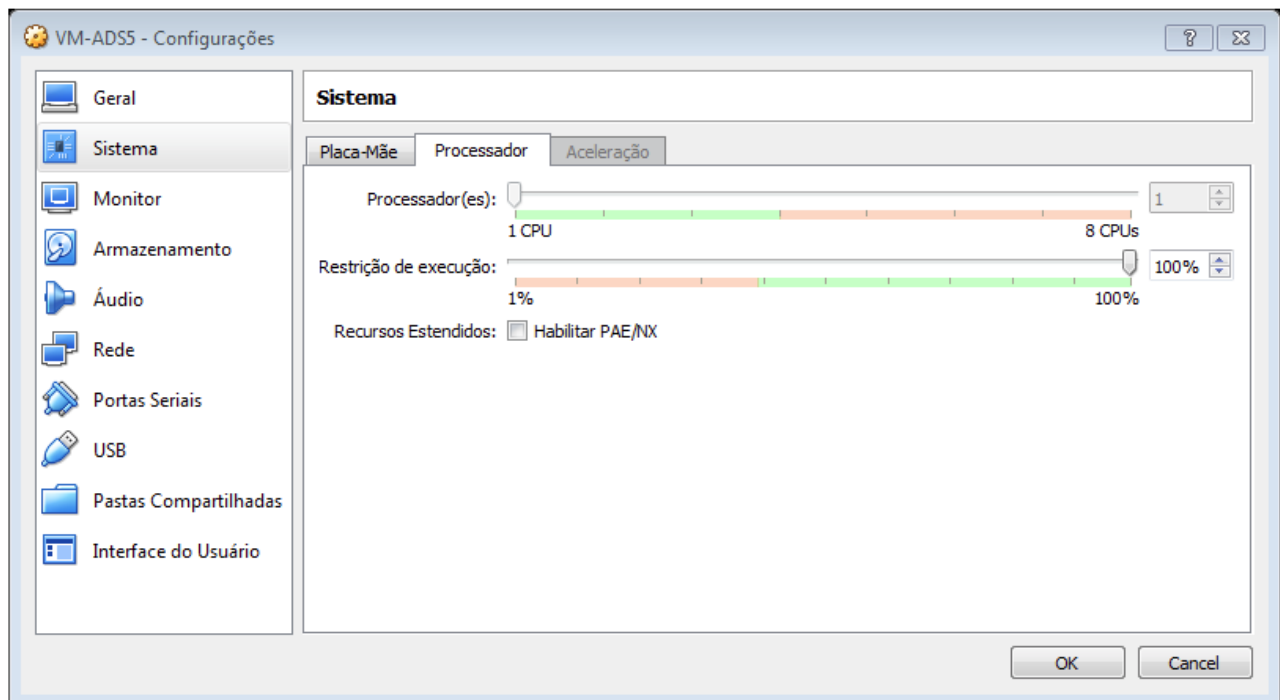 VM-ADS5 - Configurações
Geral
Sistema
Monitor
Armazenamento
Áudio
Rede
Portas Seriais
USB
Pastas Compartilhadas
Interface do Usuário
Sistema
Placa-Mãe Processador Aceleração
Processador(es): 1
1 CPU 8 CPUs
Restrição de execução: 100%
1% 100%
Recursos Estendidos: Habilitar PAE/NX
OK Cancel